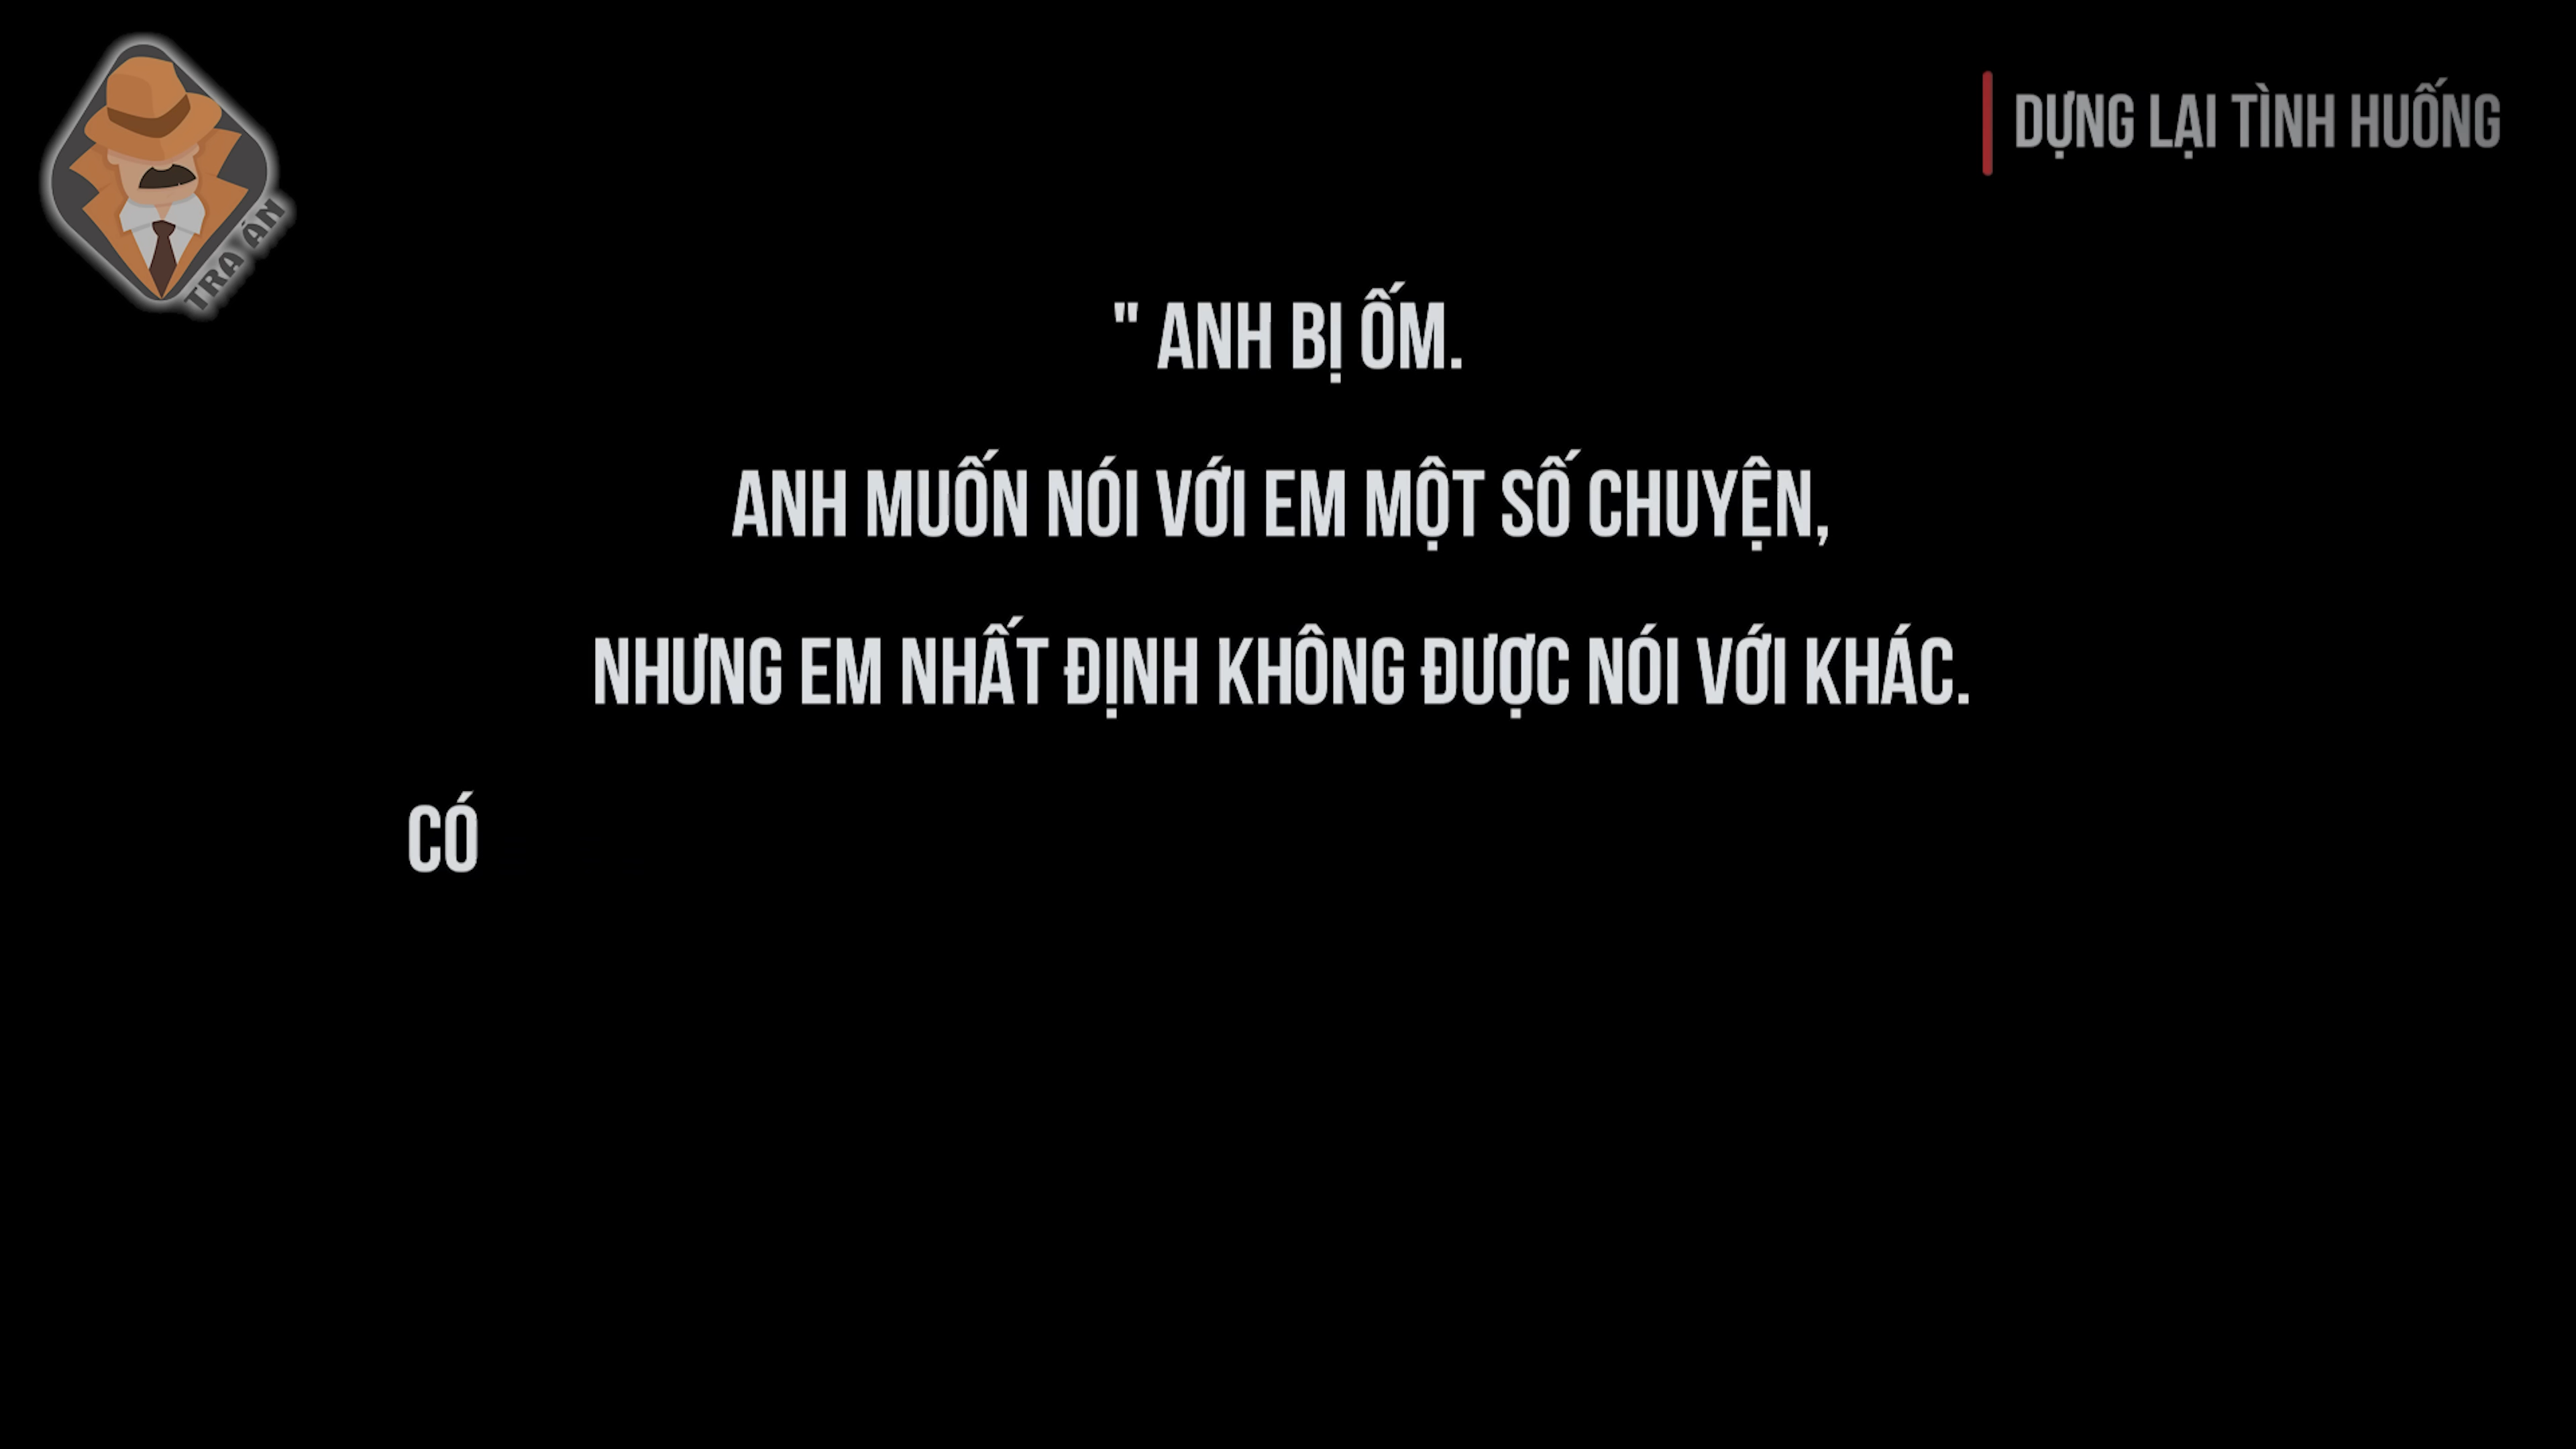 TRA ÁN
DỰNG LẠI TÌNH HUỐNG
" ANH BỊ ỐM.
ANH MUỐN NÓI VỚI EM MỘT SỐ CHUYỆN,
NHƯNG EM NHẤT ĐỊNH KHÔNG ĐƯỢC NÓI VỚI KHÁC.
CÓ